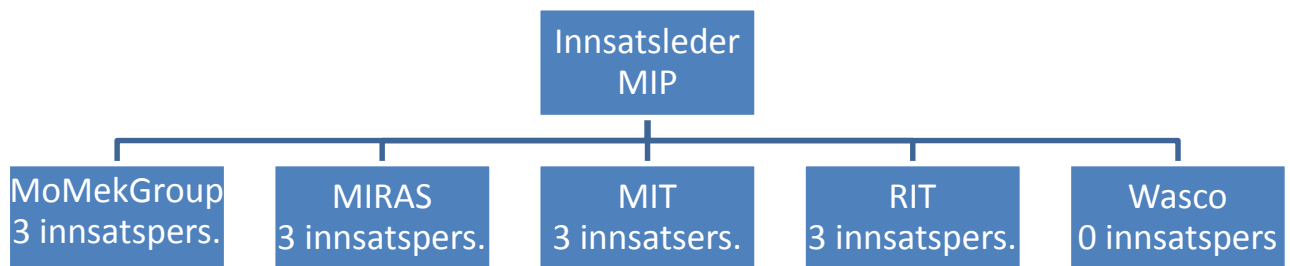 Innsatsleder
MIP
MoMekGroup
3 innsatspers.
MIRAS
3 innsatspers.
MIT
3 innsatsers.
RIT
3 innsatspers.
Wasco
0 innsatspers